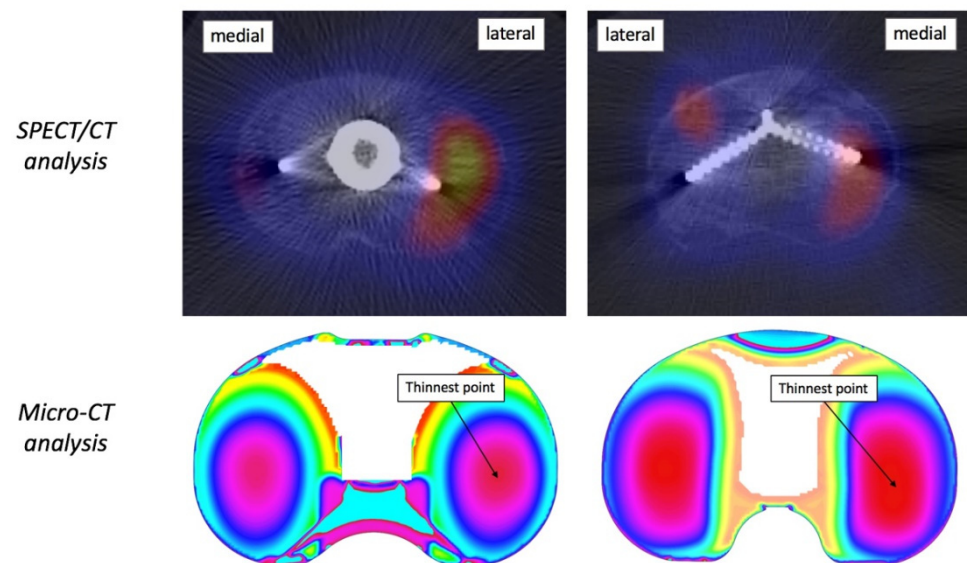 medial
lateral
lateral
medial
SPECT/CT
analysis
Thinnest point
Thinnest point
Micro-CT
analysis